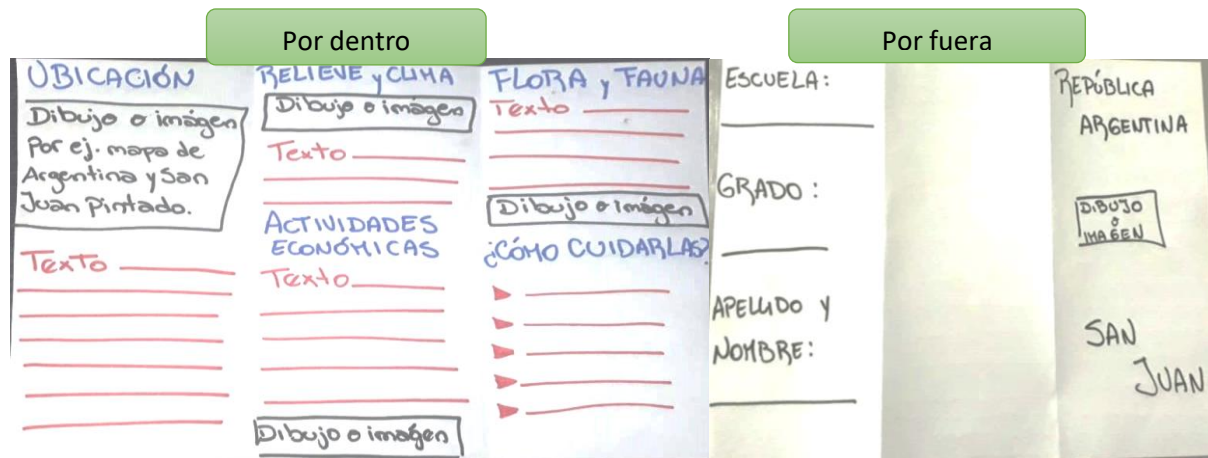 Por dentro
UBICACIÓN
Dibujo o imágen
Por ej. mapa de
Argentina y San
Juan Pintado.
Texto
RELIEVE y CLIMA
Dibujo o imágen
Texto
ACTIVIDADES
ECONÓMICAS
Texto
Dibujo o imágen
FLORA y FAUNA
Texto
Dibujo o imágen
¿CÓMO CUIDARLAS?
Por fuera
ESCUELA:
GRADO:
APELLIDO Y
NOMBRE:
REPÚBLICA
ARGENTINA
DIBUJO
o
IMAGEN
SAN
JUAN